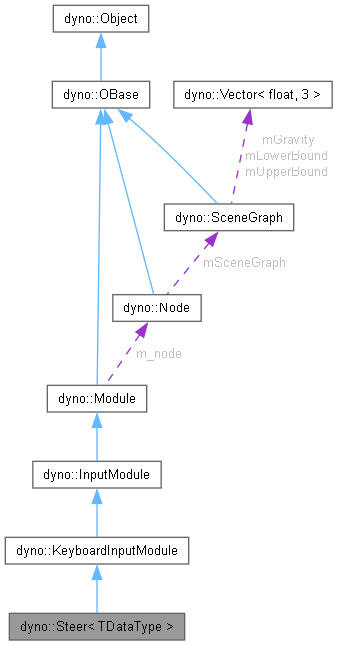 dyno::Object
dyno::OBase
dyno::Vector< float, 3 >
mGravity
mLowerBound
mUpperBound
dyno::SceneGraph
mSceneGraph
dyno::Node
m_node
dyno::Module
dyno::InputModule
dyno::KeyboardInputModule
dyno::Steer< TDataType >